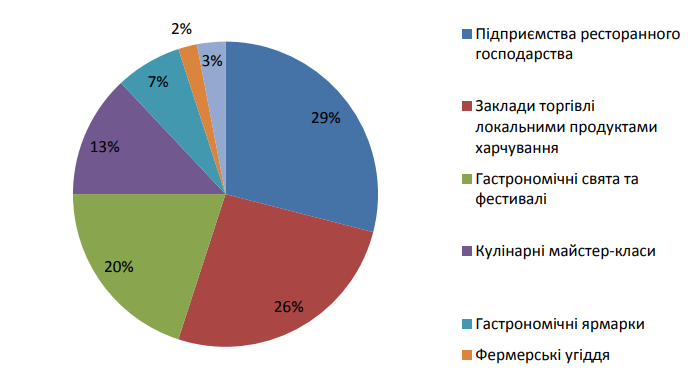 2%
3%
7%
29%
13%
20%
26%
Підприємства ресторанного
господарства
Заклади торгівлі
локальними продуктами
харчування
Гастрономічні свята та
фестивалі
Кулінарні майстер-класи
Гастрономічні ярмарки
Фермерські угіддя